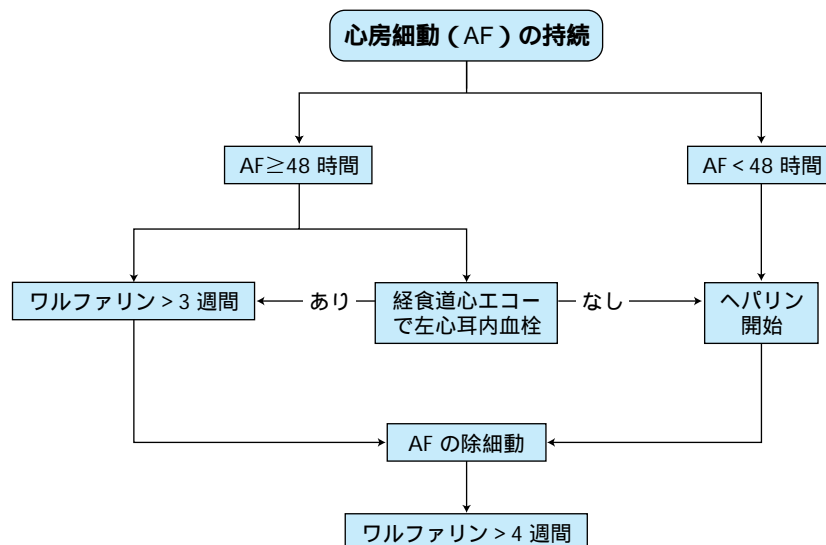 心房細動(AF)の持続
AF≥48 時間
AF<48 時間
ワルファリン>3 週間
あり
経食道心エコー
で左心耳内血栓
なし
ヘパリン
開始
AF の除細動
ワルファリン>4 週間